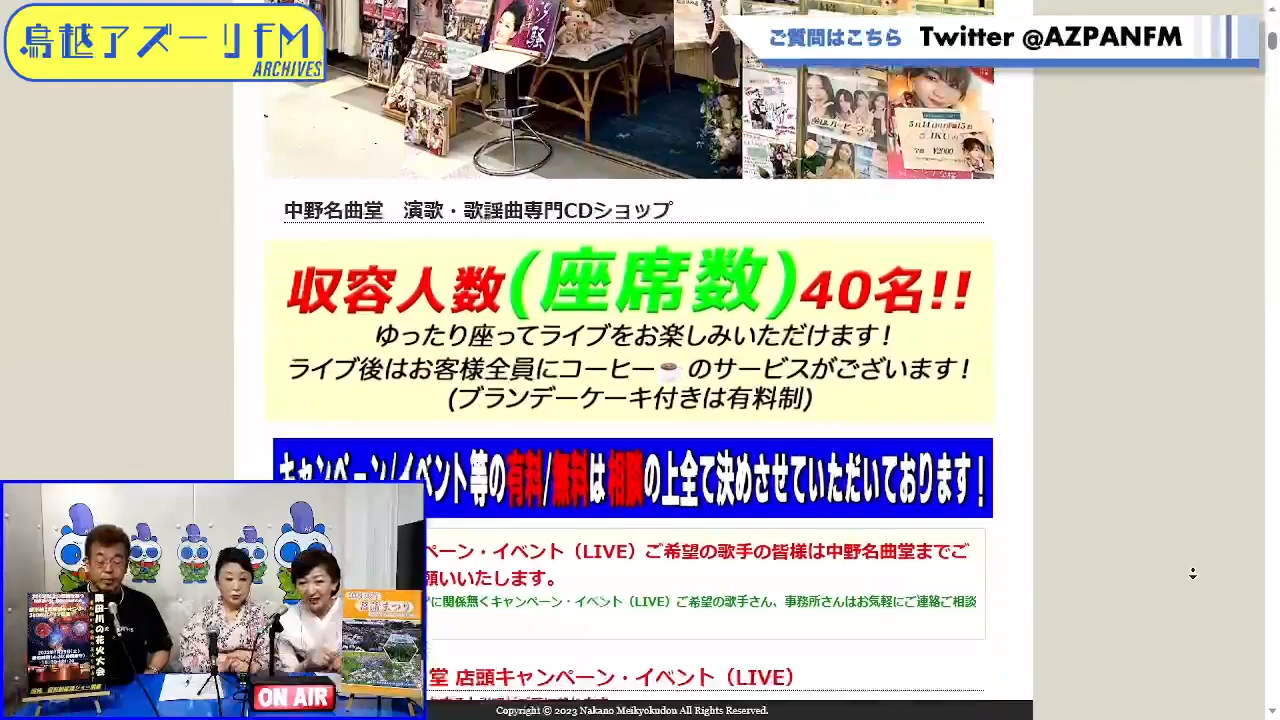 鳥越アズーリFM
ARCHIVES
ご質問はこちら Twitter @AZPANFM
中野名曲堂 演歌・歌謡曲専門CDショップ
収容人数(座席数)40名!!
ゆったり座ってライブをお楽しみいただけます!
ライブ後はお客様全員にコーヒー☕のサービスがございます!
(ブランデーケーキ付きは有料制)
キャンペーン/イベント等の有料/無料は相談の上全て決めさせていただいております!
ペーン・イベント(LIVE)ご希望の歌手の皆様は中野名曲堂までご
願いいたします。
に関係無くキャンペーン・イベント(LIVE)ご希望の歌手さん、事務所さんはお気軽にご連絡ご相談
堂 店頭キャンペーン・イベント(LIVE)
隅田川の花火大会
ON AIR
Copyright © 2023 Nakano Meikyokudou All Rights Reserved.